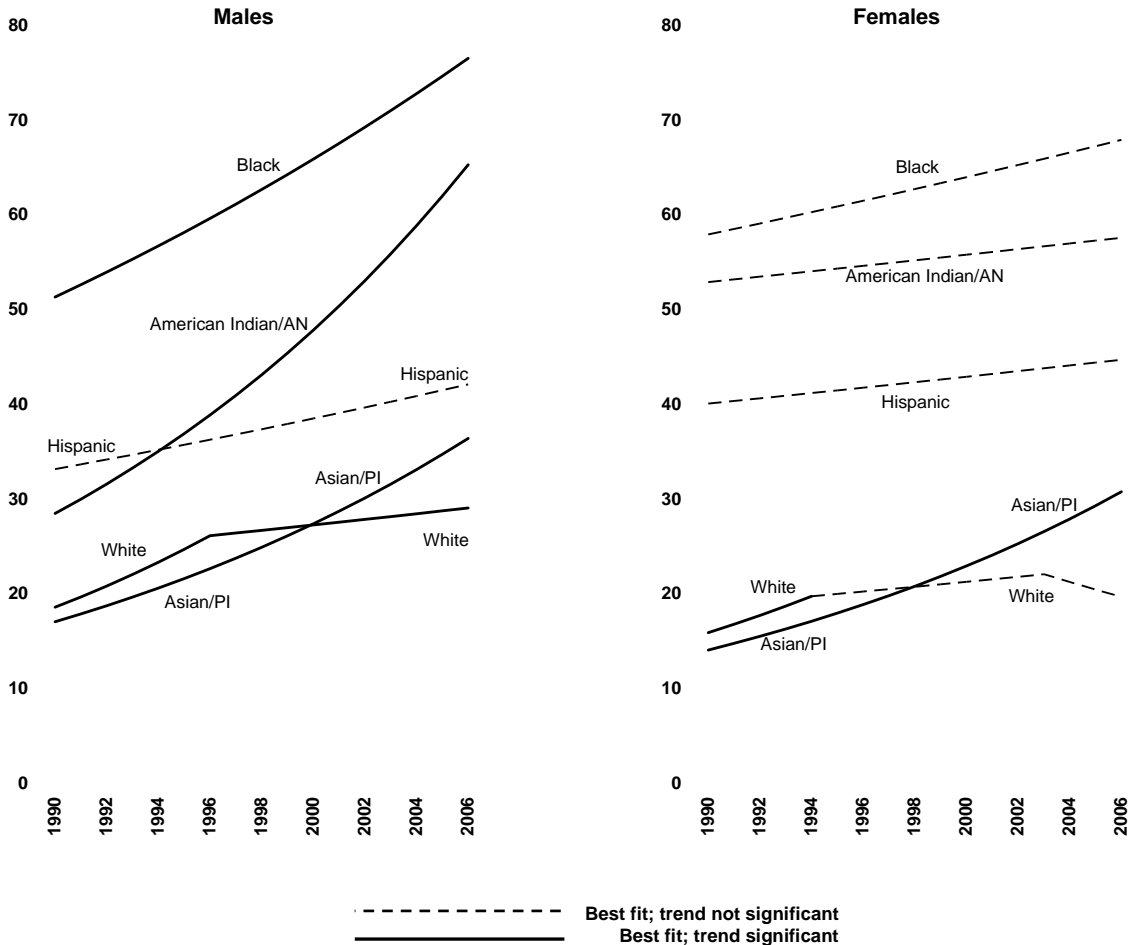 Males
80
70
60
50
40
30
20
10
0
Black
American Indian/AN
Hispanic
Hispanic
Asian/PI
White
White
Asian/PI
1990
1992
1994
1996
1998
2000
2002
2004
2006
Females
80
70
60
50
40
30
20
10
0
Black
American Indian/AN
Hispanic
Asian/PI
White
White
Asian/PI
1990
1992
1994
1996
1998
2000
2002
2004
2006
Best fit; trend not significant
Best fit; trend significant